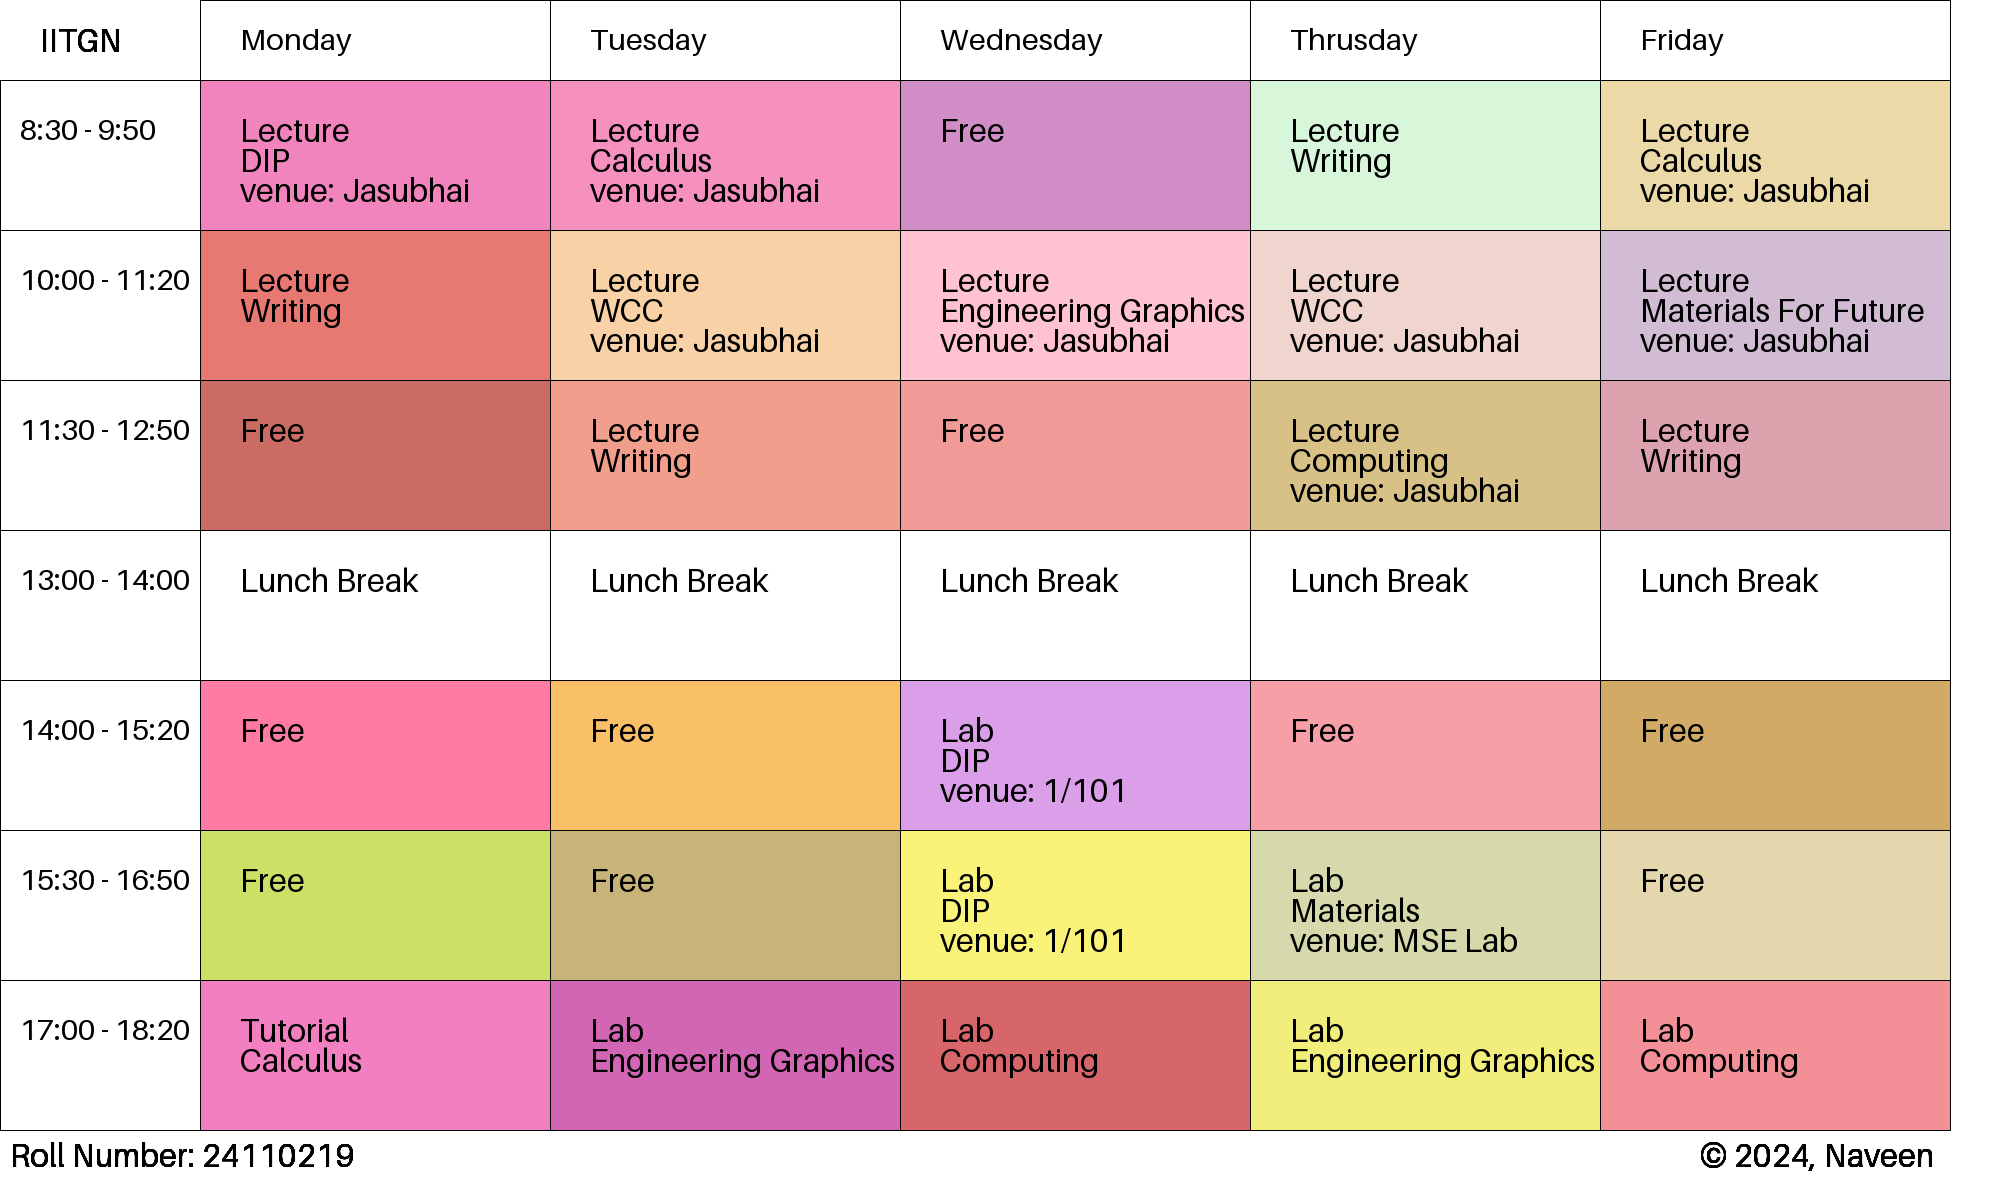 IITGN
Monday
Tuesday
Wednesday
Thrusday
Friday
8:30 - 9:50
Lecture
DIP
venue: Jasubhai
Lecture
Calculus
venue: Jasubhai
Free
Lecture
Writing
Lecture
Calculus
venue: Jasubhai
10:00 - 11:20
Lecture
Writing
Lecture
WCC
venue: Jasubhai
Lecture
Engineering Graphics
venue: Jasubhai
Lecture
WCC
venue: Jasubhai
Lecture
Materials For Future
venue: Jasubhai
11:30 - 12:50
Free
Lecture
Writing
Free
Lecture
Computing
venue: Jasubhai
Lecture
Writing
13:00 - 14:00
Lunch Break
Lunch Break
Lunch Break
Lunch Break
Lunch Break
14:00 - 15:20
Free
Free
Lab
DIP
venue: 1/101
Free
Free
15:30 - 16:50
Free
Free
Lab
DIP
venue: 1/101
Lab
Materials
venue: MSE Lab
Free
17:00 - 18:20
Tutorial
Calculus
Lab
Engineering Graphics
Lab
Computing
Lab
Engineering Graphics
Lab
Computing
Roll Number: 24110219
© 2024, Naveen